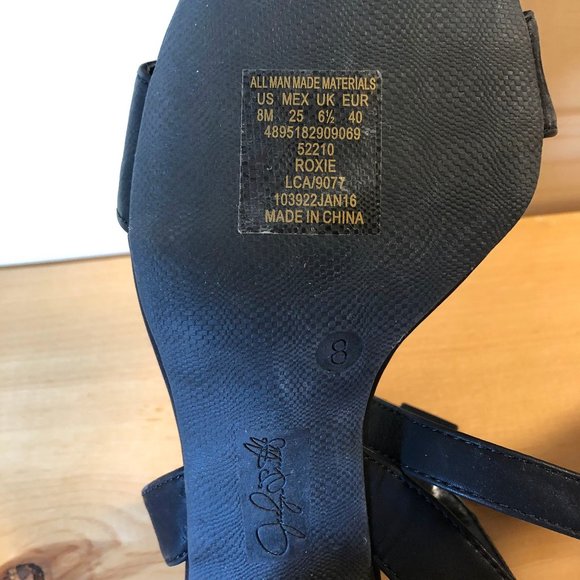 ALL MAN MADE MATERIALS
US MEX UK EUR
8M 25 6½ 40
4895182909069
52210
ROXIE
LCA/9077
103922JAN16
MADE IN CHINA
8